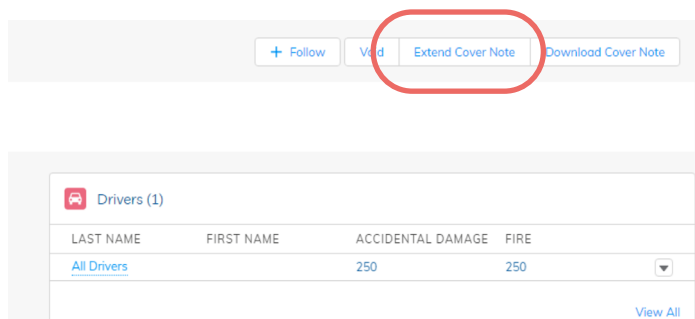 + Follow Void Extend Cover Note Download Cover Note
Drivers (1)
LAST NAME FIRST NAME ACCIDENTAL DAMAGE FIRE
All Drivers 250 250
View All